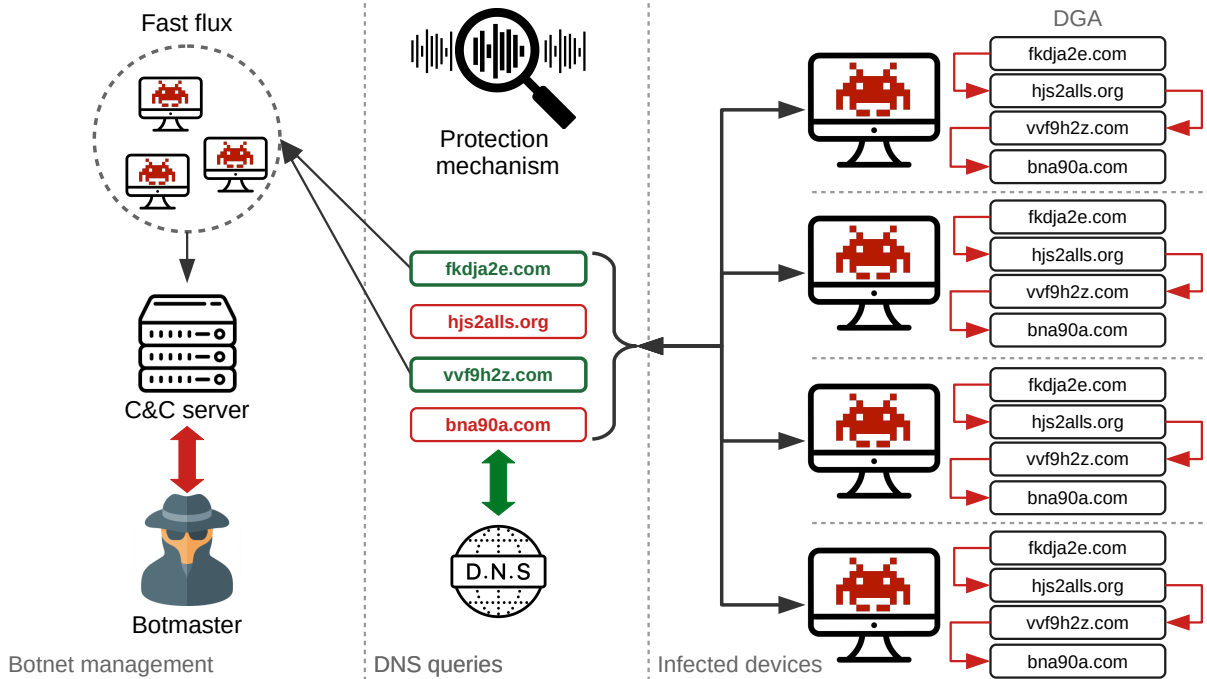 Fast flux
C&C server
Botmaster
Botnet management
Protection
mechanism
fkdja2e.com
hjs2alls.org
vvf9h2z.com
bna90a.com
D.N.S
DNS queries
DGA
fkdja2e.com
hjs2alls.org
vvf9h2z.com
bna90a.com
fkdja2e.com
hjs2alls.org
vvf9h2z.com
bna90a.com
fkdja2e.com
hjs2alls.org
vvf9h2z.com
bna90a.com
fkdja2e.com
hjs2alls.org
vvf9h2z.com
bna90a.com
Infected devices